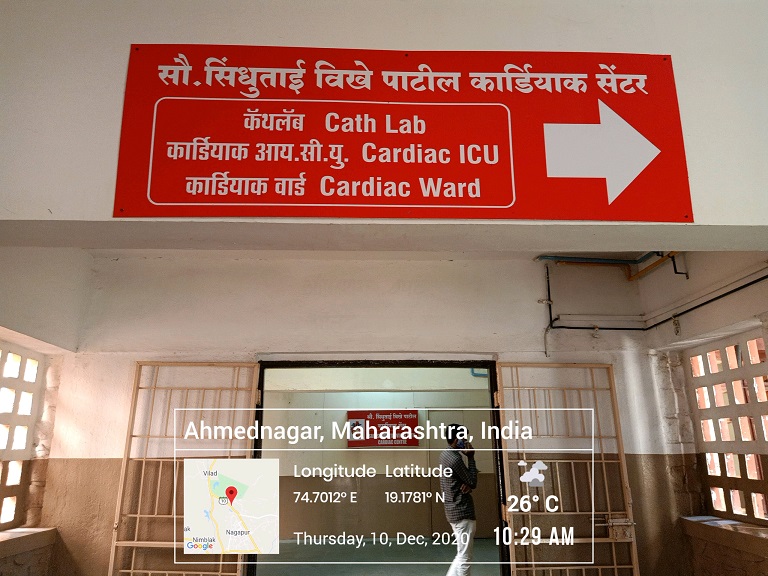 सौ.सिंधुताई विखे पाटील कार्डियाक सेंटर
कॅथलॅब Cath Lab
कार्डियाक आय.सी.यु. Cardiac ICU
कार्डियाक वार्ड Cardiac Ward
सौ. सिंधुताई विखे पाटील
Ahmednagar, Maharashtra, India
Vilad
Nagapur
Nimblak
Google
Longitude Latitude
74.7012° E 19.1781° N
Thursday, 10, Dec, 2020
26° C
10:29 AM